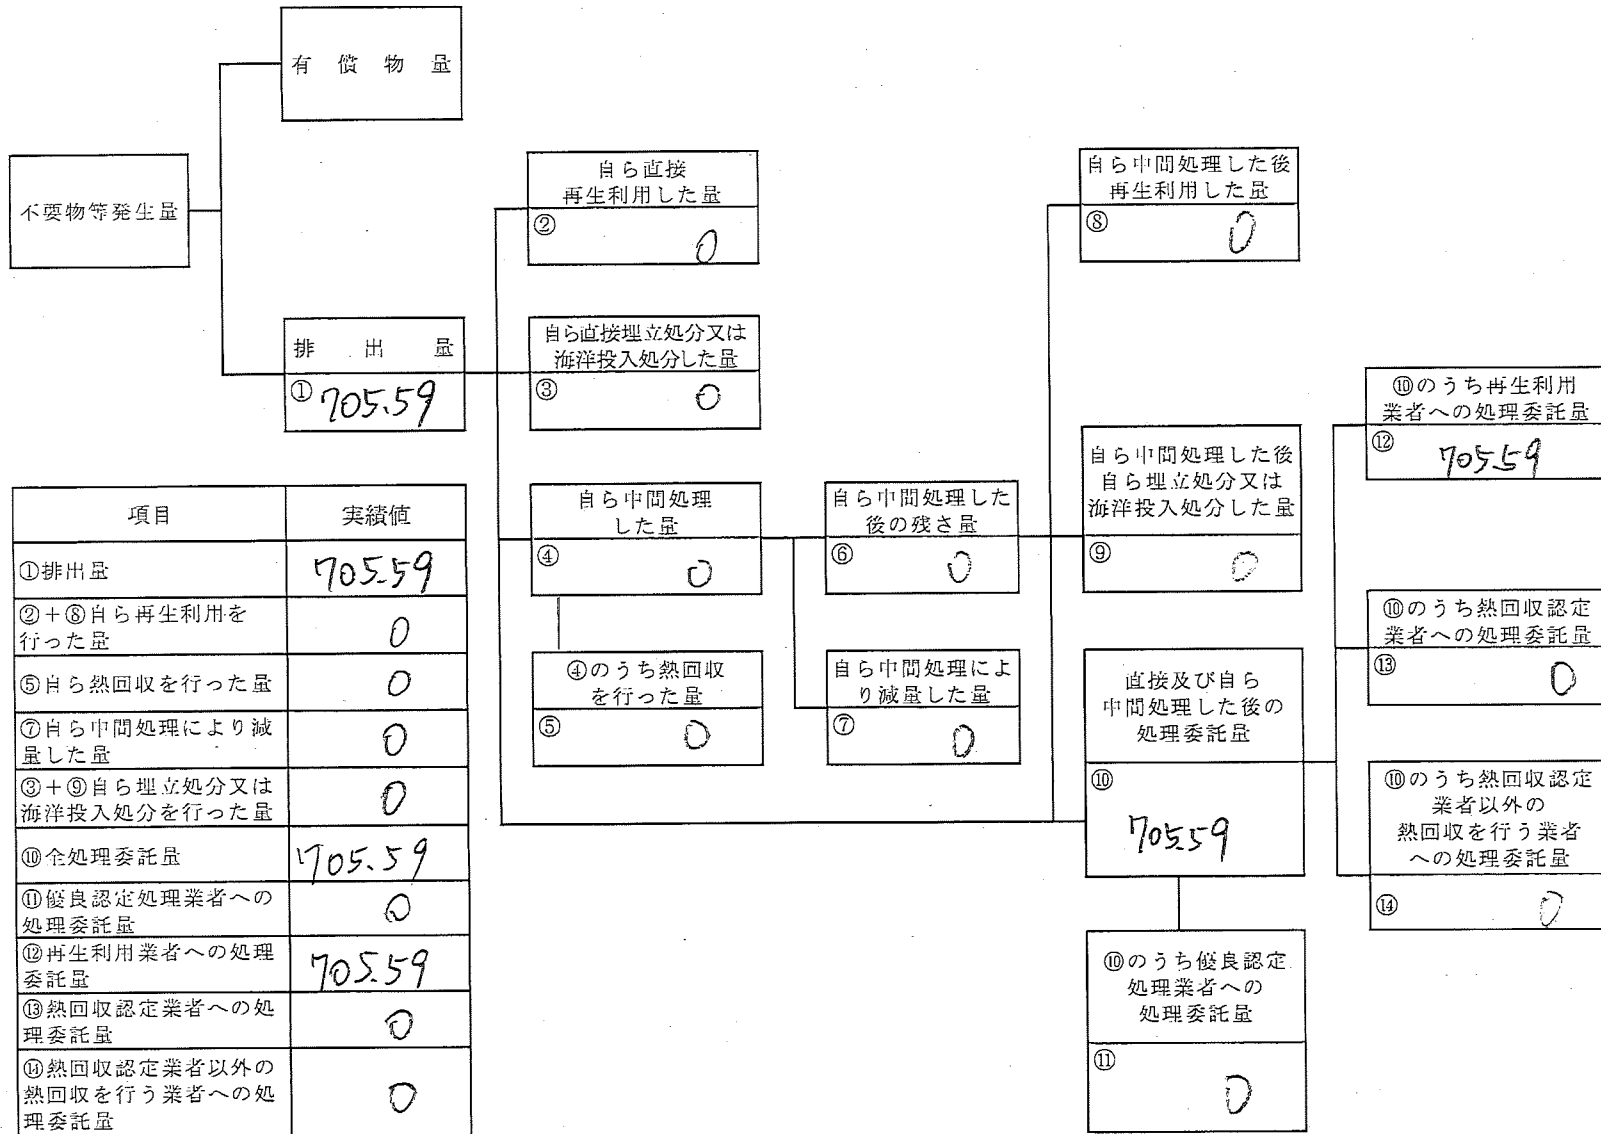 有償物量
不要物等発生量
排出量
① 705.59
自ら直接
再生利用した量
② 0
自ら直接埋立処分又は
海洋投入処分した量
③ 0
自ら中間処理
した量
④ 0
④のうち熱回収
を行った量
⑤ 0
自ら中間処理した
後の残さ量
⑥ 0
自ら中間処理によ
り減量した量
⑦ 0
自ら中間処理した後
再生利用した量
⑧ 0
自ら中間処理した後
自ら埋立処分又は
海洋投入処分した量
⑨ 0
直接及び自ら
中間処理した後の
処理委託量
⑩
705.59
⑩のうち優良認定
処理業者への
処理委託量
⑪
0
⑩のうち再生利用
業者への処理委託量
⑫ 705.59
⑩のうち熱回収認定
業者への処理委託量
⑬ 0
⑩のうち熱回収認定
業者以外の
熱回収を行う業者
への処理委託量
⑭ 0
項目 実績値
①排出量 705.59
②+⑧自ら再生利用を
行った量 0
⑤自ら熱回収を行った量 0
⑦自ら中間処理により減
量した量 0
③+⑨自ら埋立処分又は
海洋投入処分を行った量 0
⑩全処理委託量 705.59
⑪優良認定処理業者への
処理委託量 0
⑫再生利用業者への処理
委託量 705.59
⑬熱回収認定業者への処
理委託量 0
⑭熱回収認定業者以外の
熱回収を行う業者への処
理委託量 0